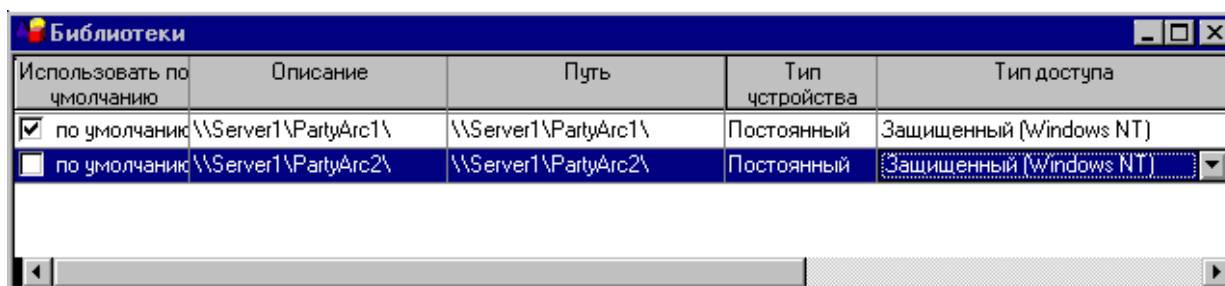 Библиотеки
Использовать по умолчанию Описание Путь Тип устройства Тип доступа
по умолчанию \\Server1\PartyArc1\ \\Server1\PartyArc1\ Постоянный Защищенный (Windows NT)
по умолчанию \\Server1\PartyArc2\ \\Server1\PartyArc2\ Постоянный Защищенный (Windows NT)